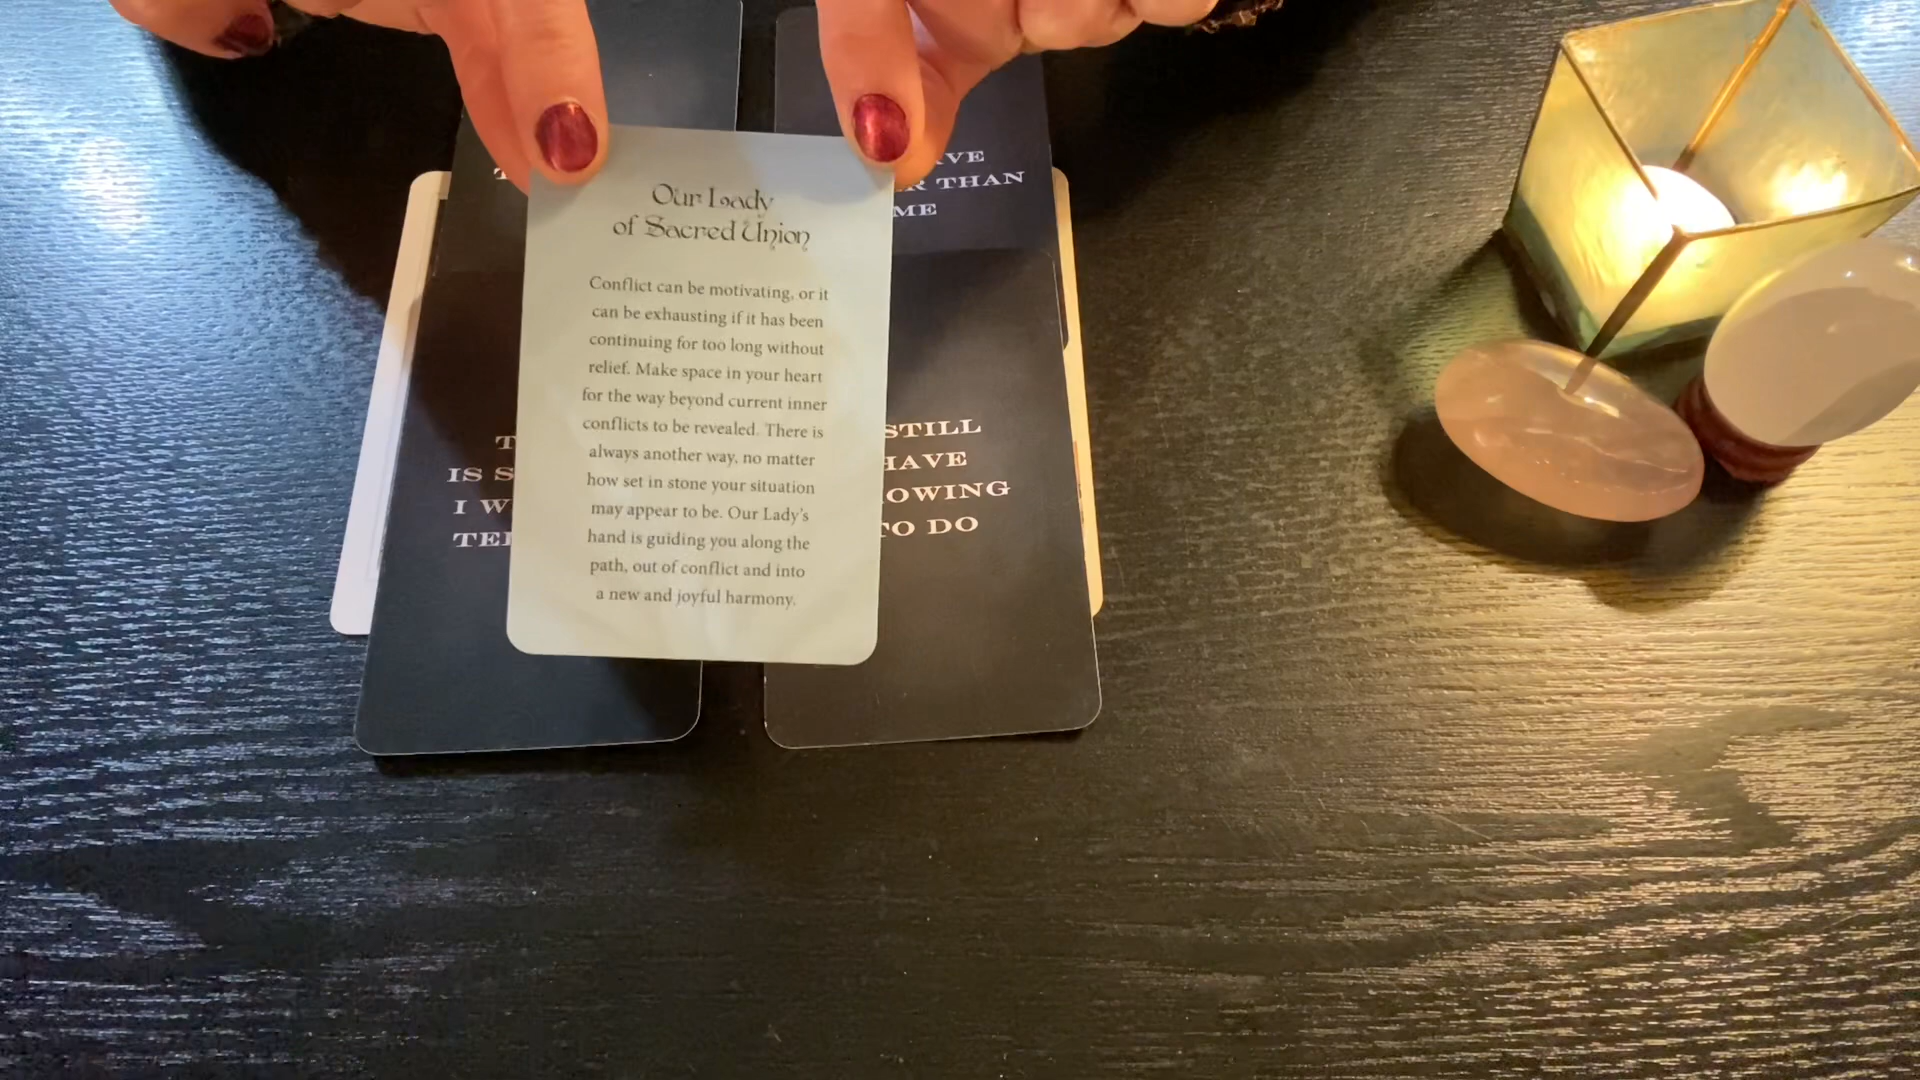 Our Lady
of Sacred Union
Conflict can be motivating, or it
can be exhausting if it has been
continuing for too long without
relief. Make space in your heart
for the way beyond current inner
conflicts to be revealed. There is
always another way, no matter
how set in stone your situation
may appear to be. Our Lady's
hand is guiding you along the
path, out of conflict and into
a new and joyful harmony.
IS
I
THAN
ME
STILL
TO DO